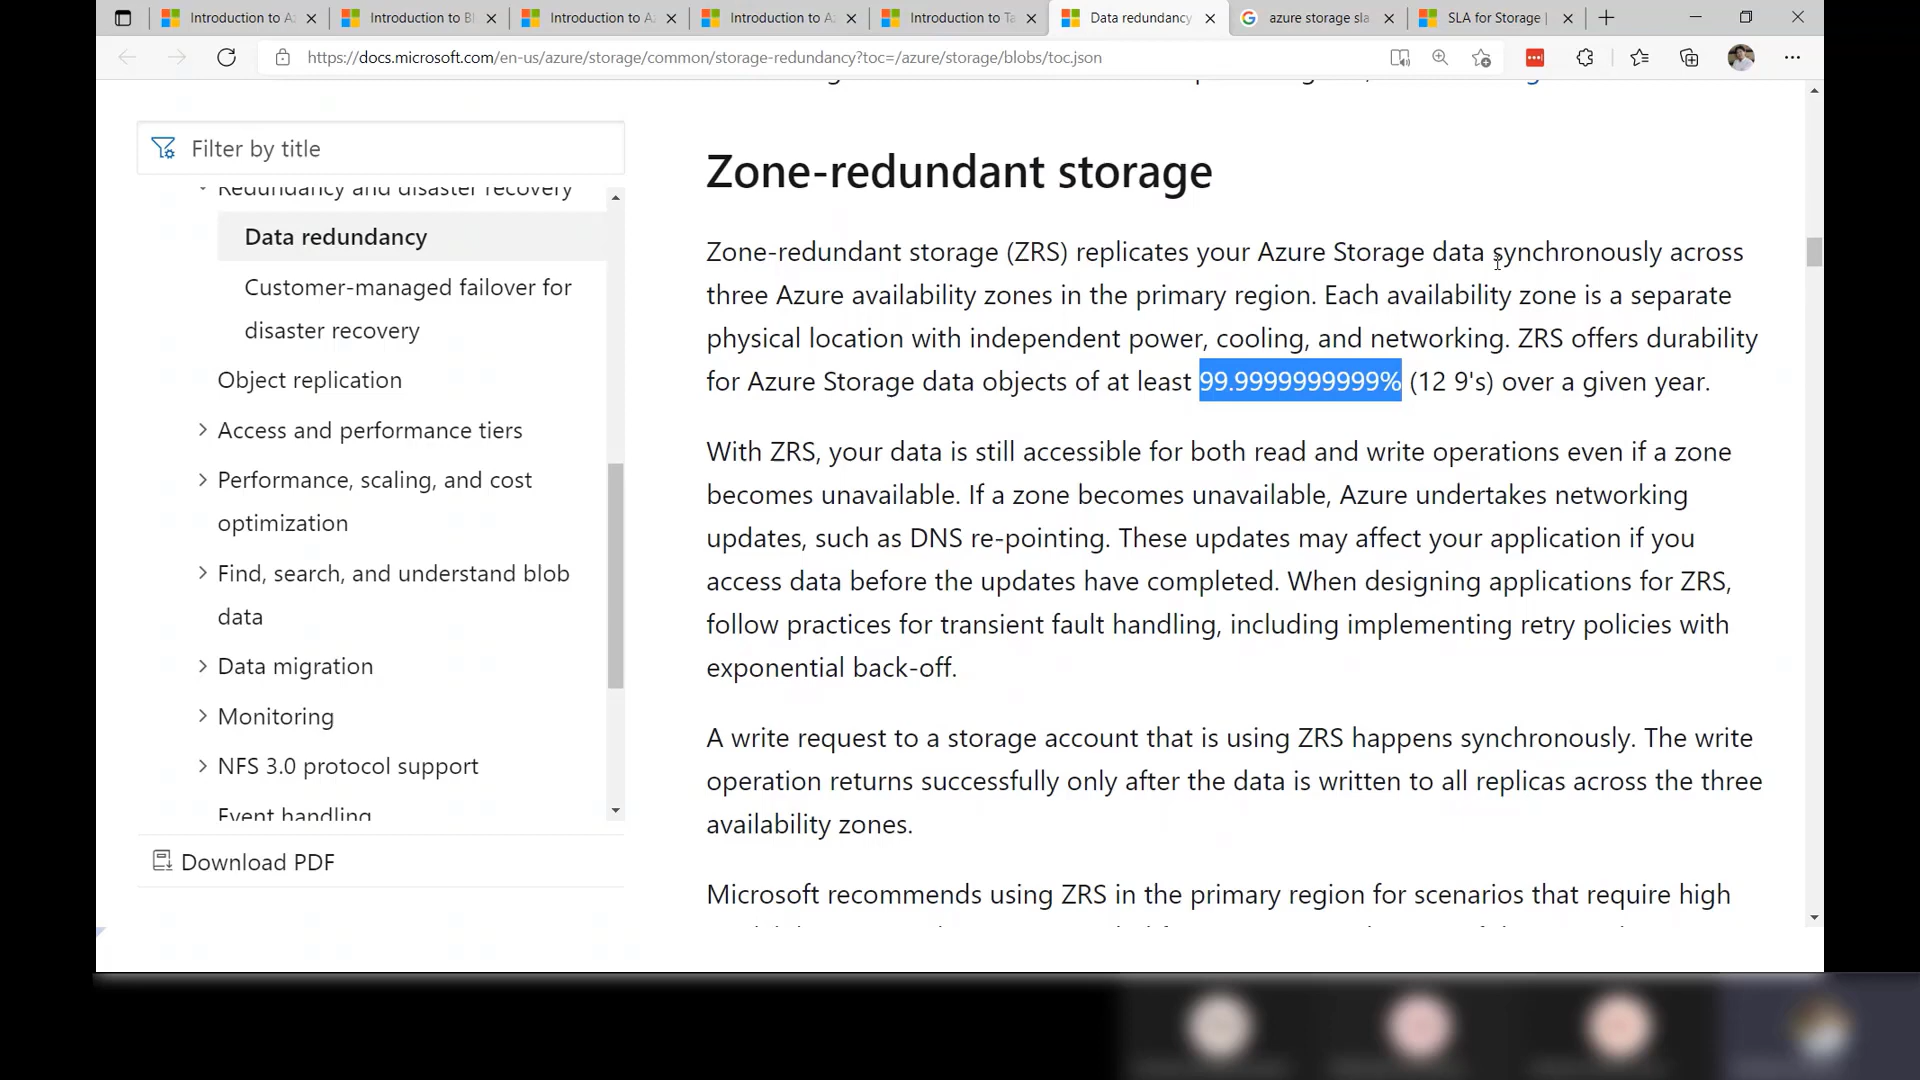 Introduction to A
Introduction to Bl
Introduction to A
Introduction to A
Introduction to Ta
Data redundancy
azure storage sla
SLA for Storage |
https://docs.microsoft.com/en-us/azure/storage/common/storage-redundancy?toc=/azure/storage/blobs/toc.json
Filter by title
Redundancy and disaster recovery
Data redundancy
Customer-managed failover for
disaster recovery
Object replication
Access and performance tiers
Performance, scaling, and cost
optimization
Find, search, and understand blob
data
Data migration
Monitoring
NFS 3.0 protocol support
Event handling
Download PDF
Zone-redundant storage
Zone-redundant storage (ZRS) replicates your Azure Storage data synchronously across
three Azure availability zones in the primary region. Each availability zone is a separate
physical location with independent power, cooling, and networking. ZRS offers durability
for Azure Storage data objects of at least 99.9999999999% (12 9's) over a given year.
With ZRS, your data is still accessible for both read and write operations even if a zone
becomes unavailable. If a zone becomes unavailable, Azure undertakes networking
updates, such as DNS re-pointing. These updates may affect your application if you
access data before the updates have completed. When designing applications for ZRS,
follow practices for transient fault handling, including implementing retry policies with
exponential back-off.
A write request to a storage account that is using ZRS happens synchronously. The write
operation returns successfully only after the data is written to all replicas across the three
availability zones.
Microsoft recommends using ZRS in the primary region for scenarios that require high